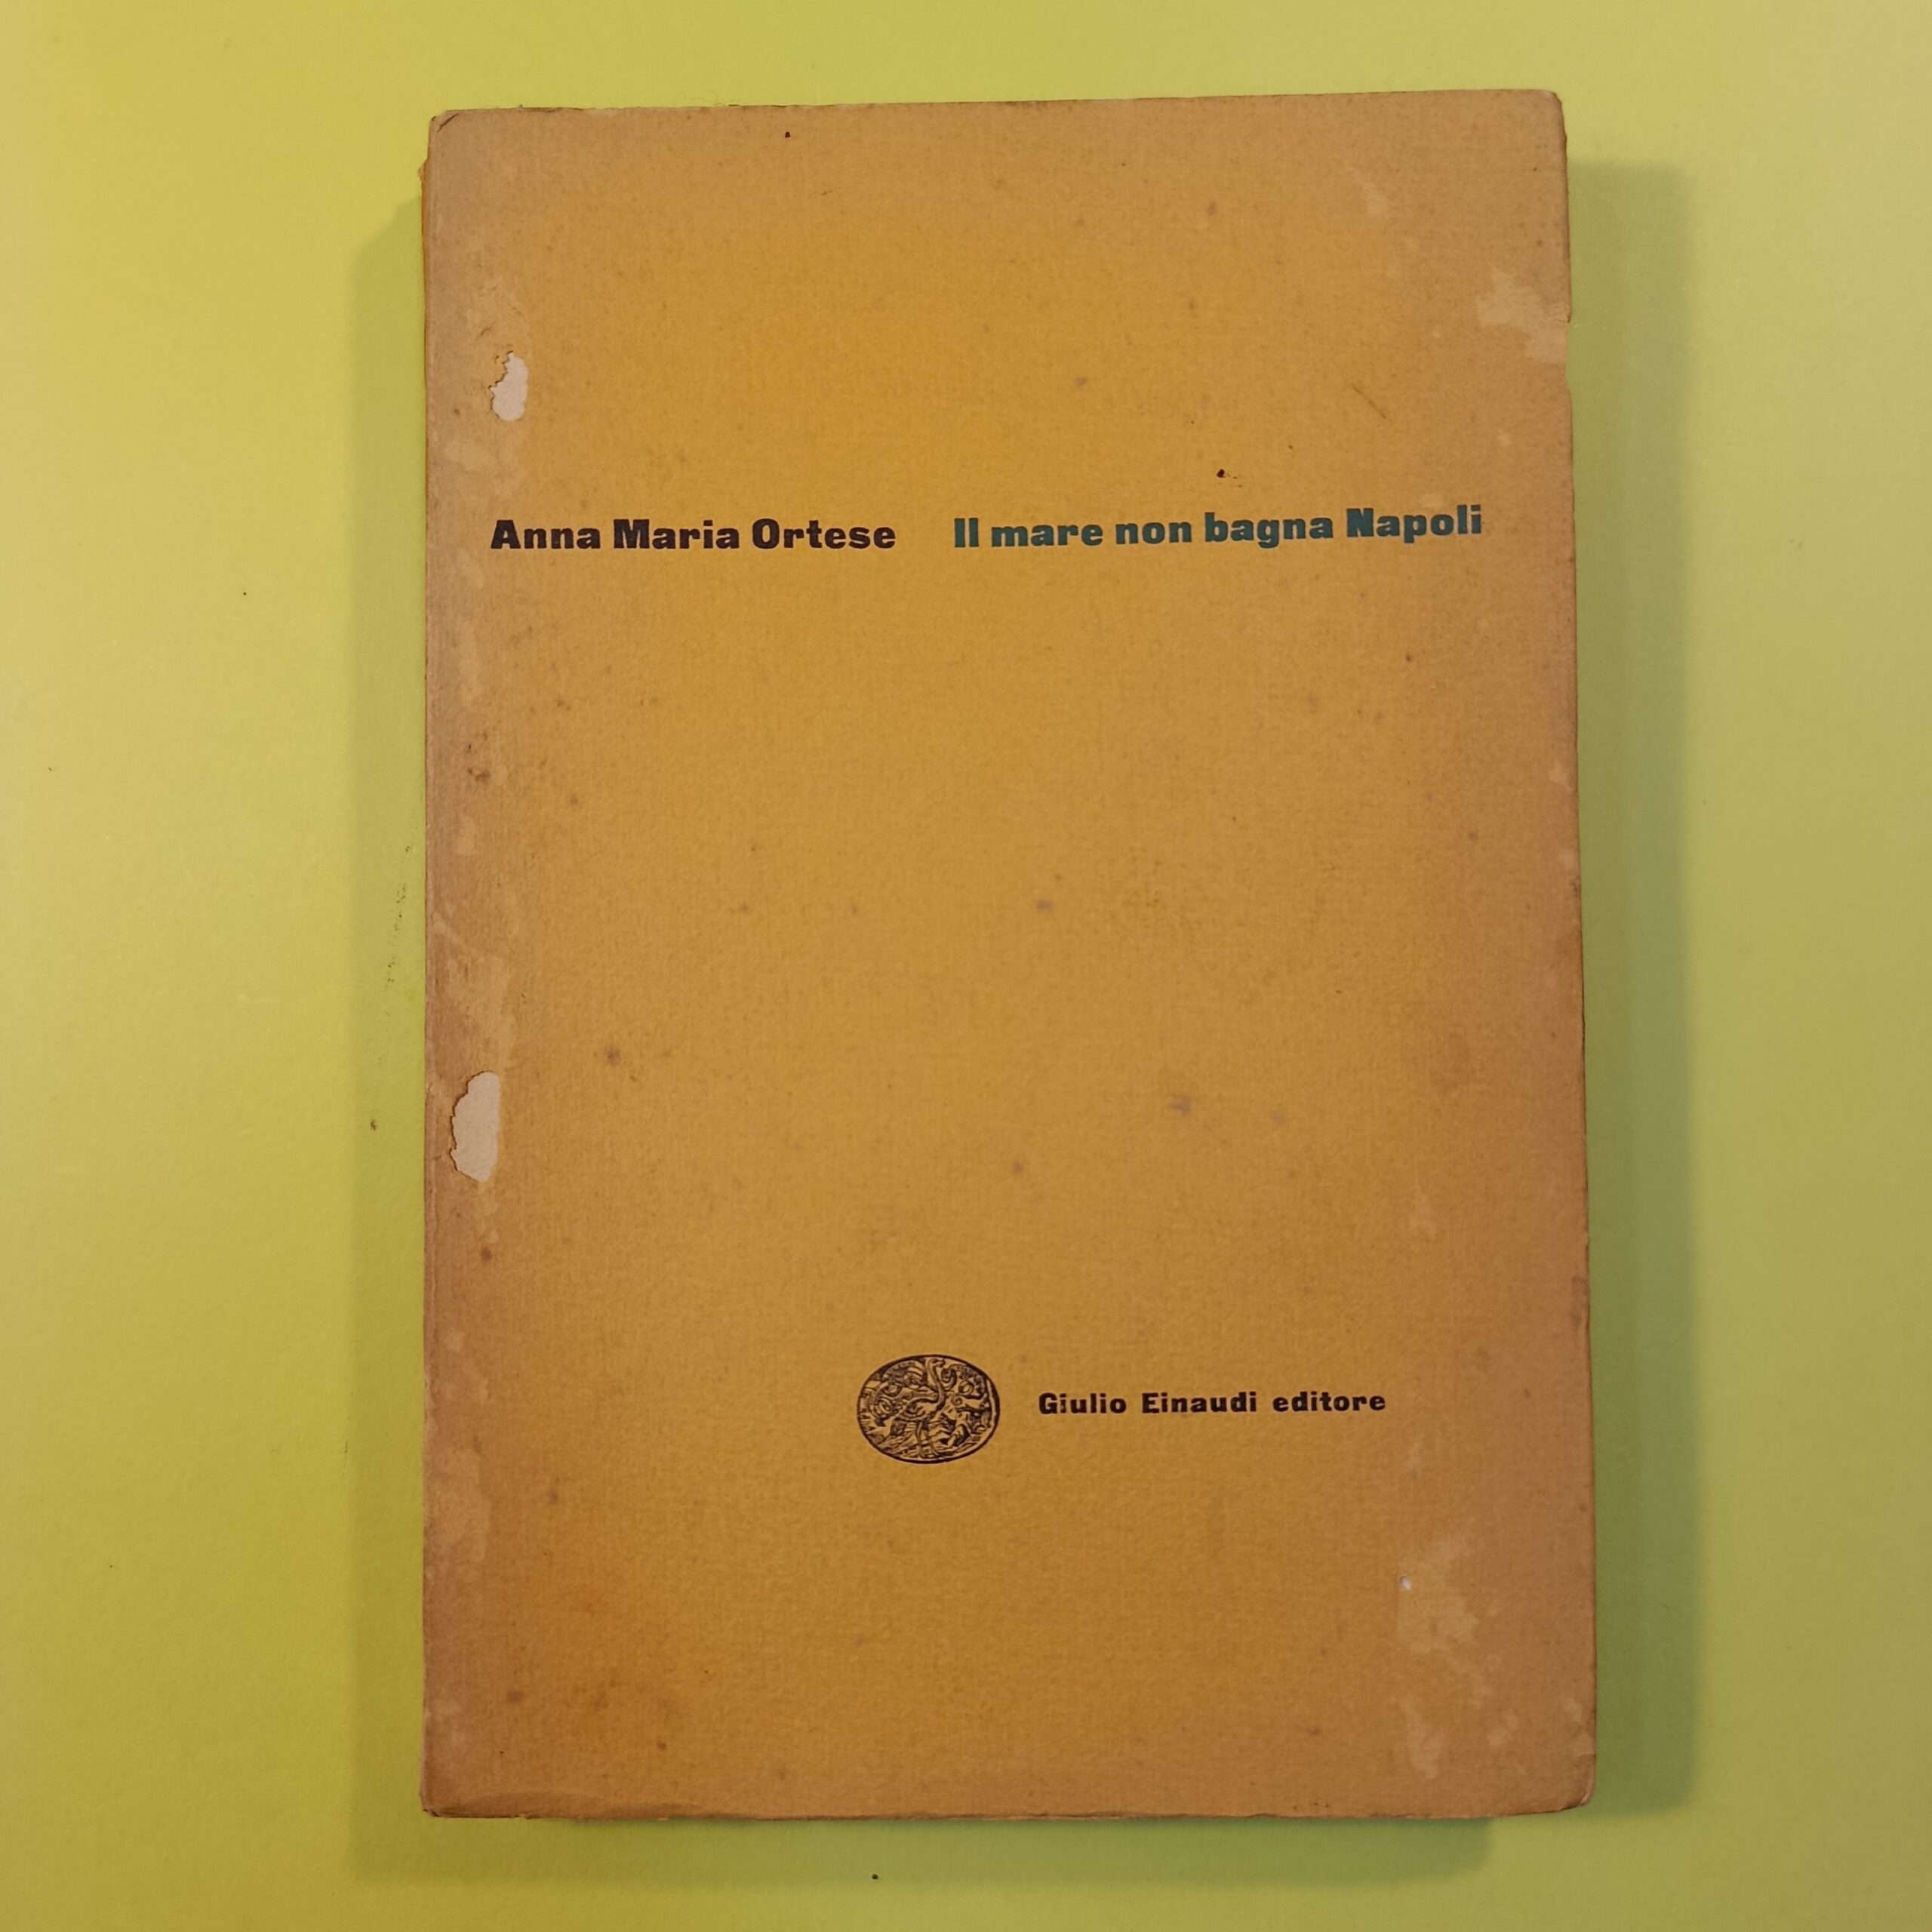 Anna Maria Ortese Il mare non bagna Napoli
Giulio Einaudi editore